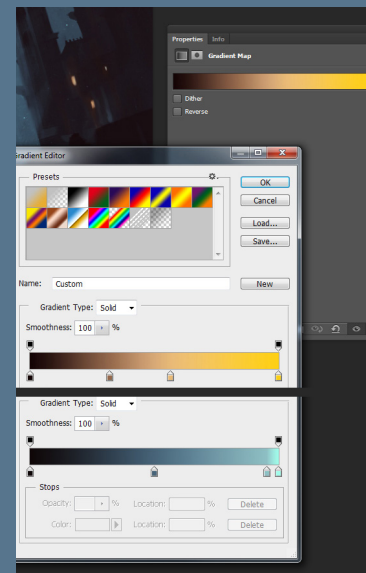 Properties Info
Gradient Map
Dither
Reverse
Gradient Editor
Presets
OK
Cancel
Load...
Save...
Name: Custom
New
Gradient Type: Solid
Smoothness: 100 %
Gradient Type: Solid
Smoothness: 100 %
Stops
Opacity: % Location: % Delete
Color: Location: % Delete